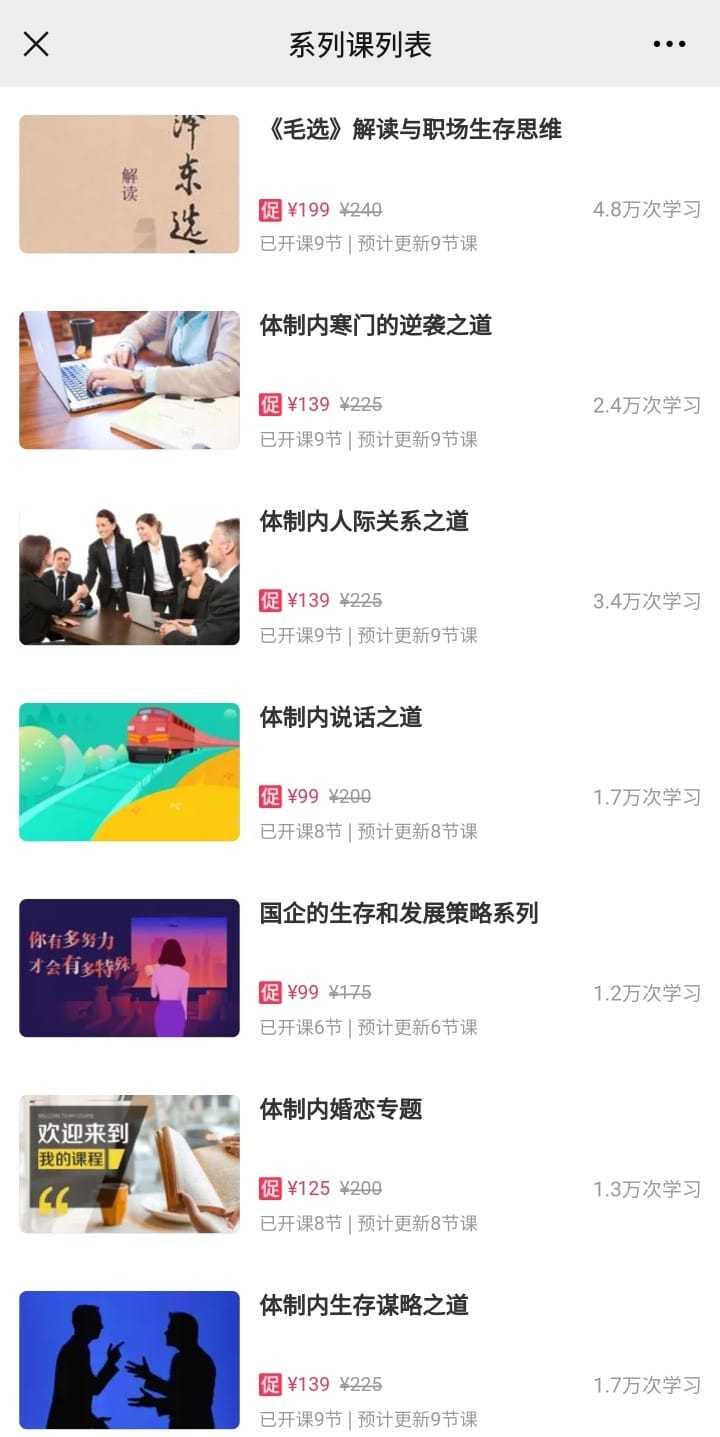 系列课列表
泽东选
解读
《毛选》解读与职场生存思维
促 ¥199 ¥240
4.8万次学习
已开课9节 | 预计更新9节课
体制内寒门的逆袭之道
促 ¥139 ¥225
2.4万次学习
已开课9节 | 预计更新9节课
体制内人际关系之道
促 ¥139 ¥225
3.4万次学习
已开课9节 | 预计更新9节课
体制内说话之道
促 ¥99 ¥200
1.7万次学习
已开课8节 | 预计更新8节课
你有多努力
才会有多特殊
国企的生存和发展策略系列
促 ¥99 ¥175
1.2万次学习
已开课6节 | 预计更新6节课
欢迎来到
我的课程
体制内婚恋专题
促 ¥125 ¥200
1.3万次学习
已开课8节 | 预计更新8节课
体制内生存谋略之道
促 ¥139 ¥225
1.7万次学习
已开课9节 | 预计更新9节课